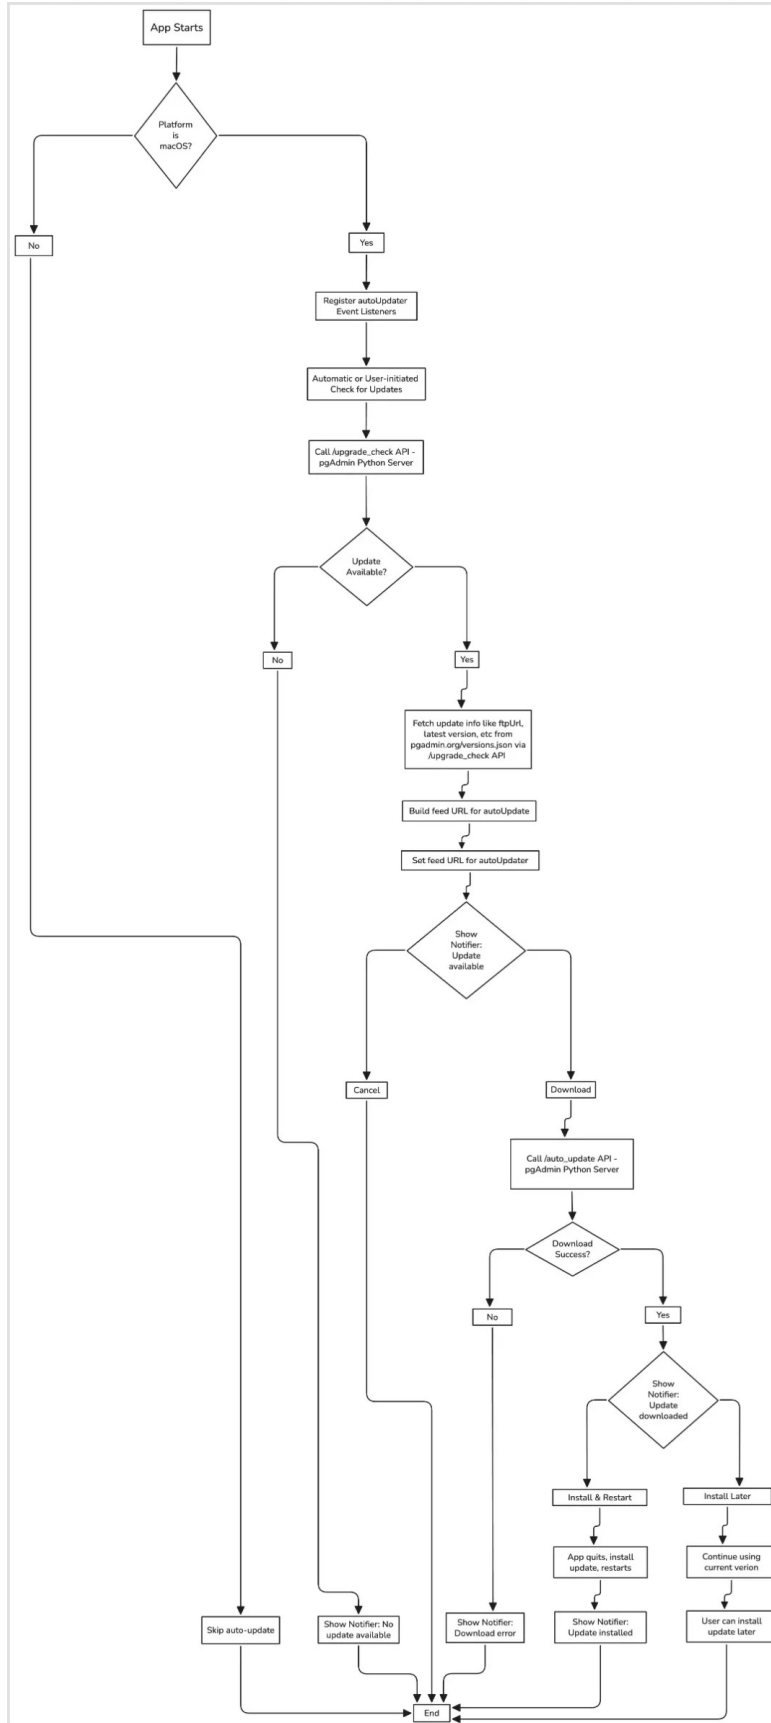 App Starts
Platform
is
macOS?
No
Yes
Register autoUpdater
Event Listeners
Automatic or User-initiated
Check for Updates
Call /upgrade_check API -
pgAdmin Python Server
Update
Available?
No
Yes
Fetch update info like ftpUrl,
latest version, etc from
pgadmin.org/versions.json via
/upgrade_check API
Build feed URL for autoUpdate
Set feed URL for autoUpdater
Show
Notifier:
Update
available
Cancel
Download
Call /auto_update API -
pgAdmin Python Server
Download
Success?
No
Yes
Show
Notifier:
Update
downloaded
Install & Restart
Install Later
App quits, install
update, restarts
Continue using
current verion
Skip auto-update
Show Notifier: No
update available
Show Notifier:
Download error
Show Notifier:
Update installed
User can install
update later
End